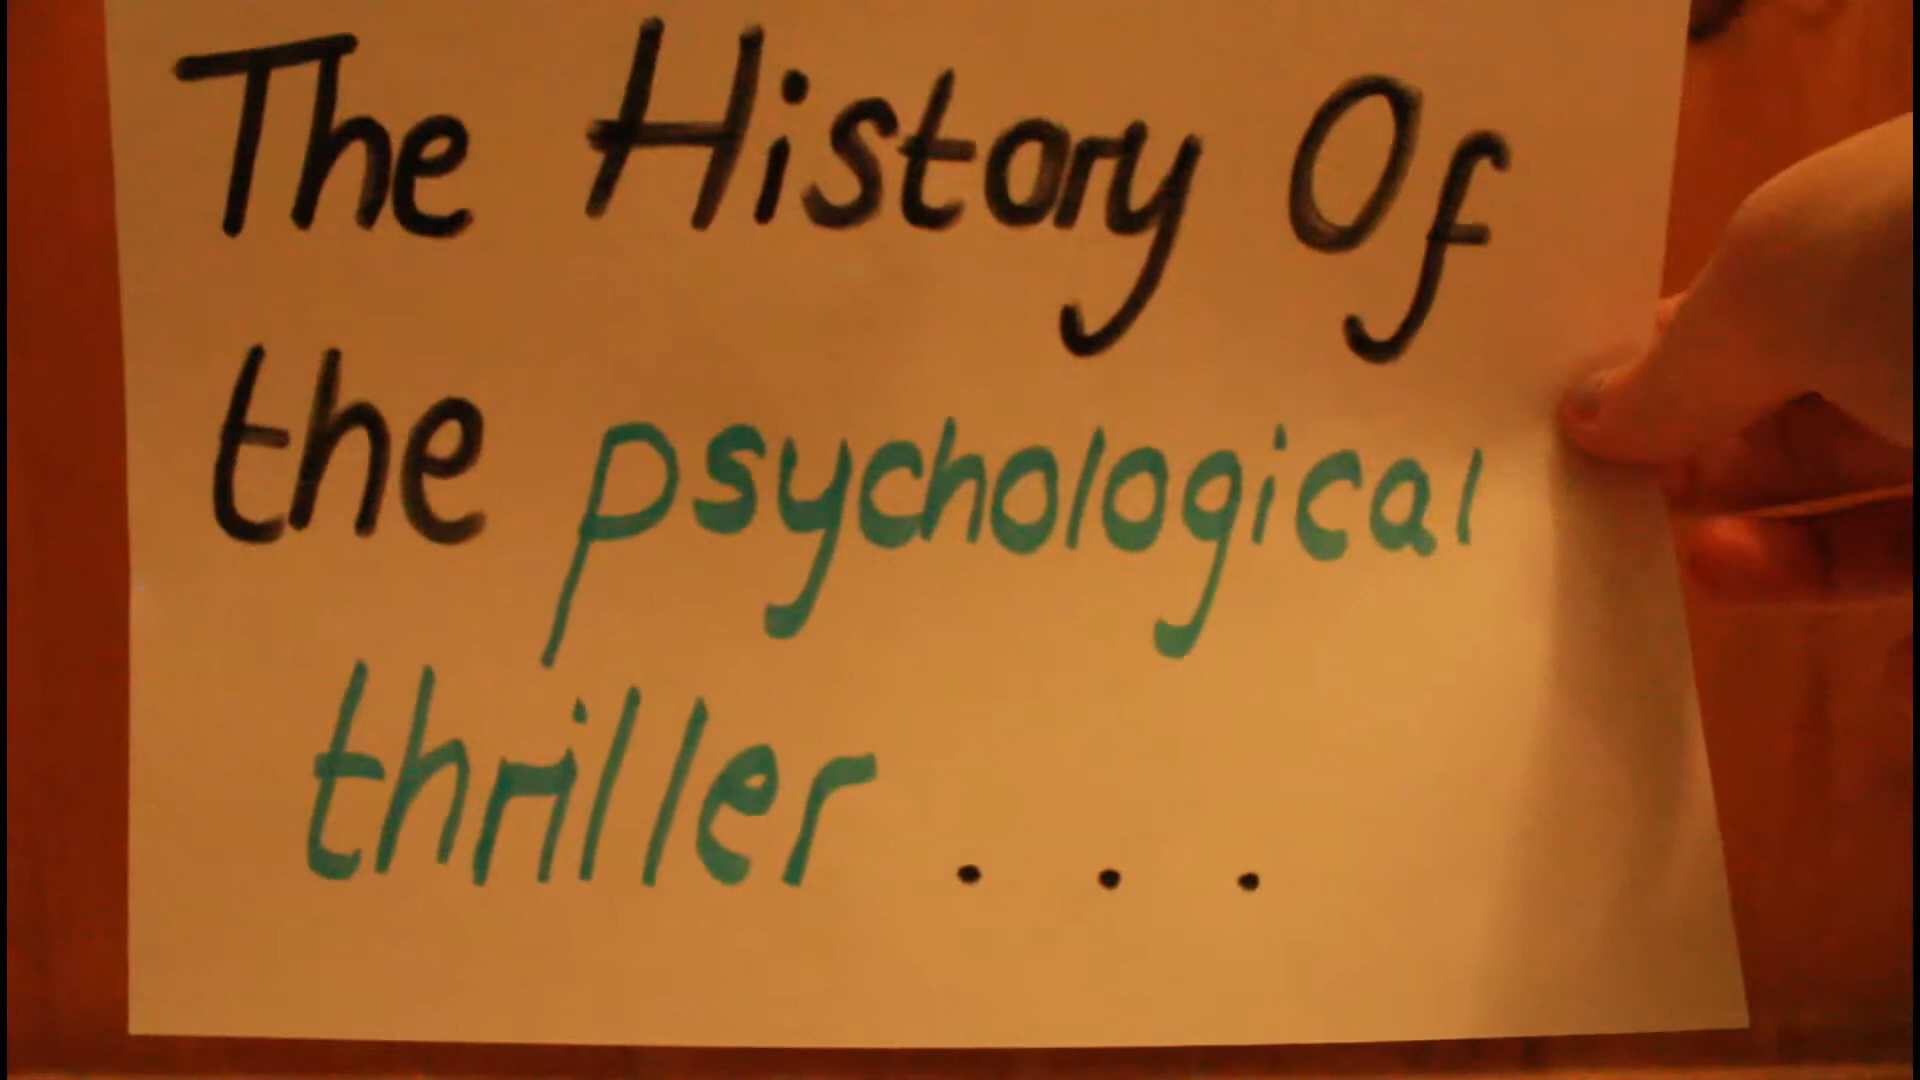 The History Of
the psychological
thriller . . .